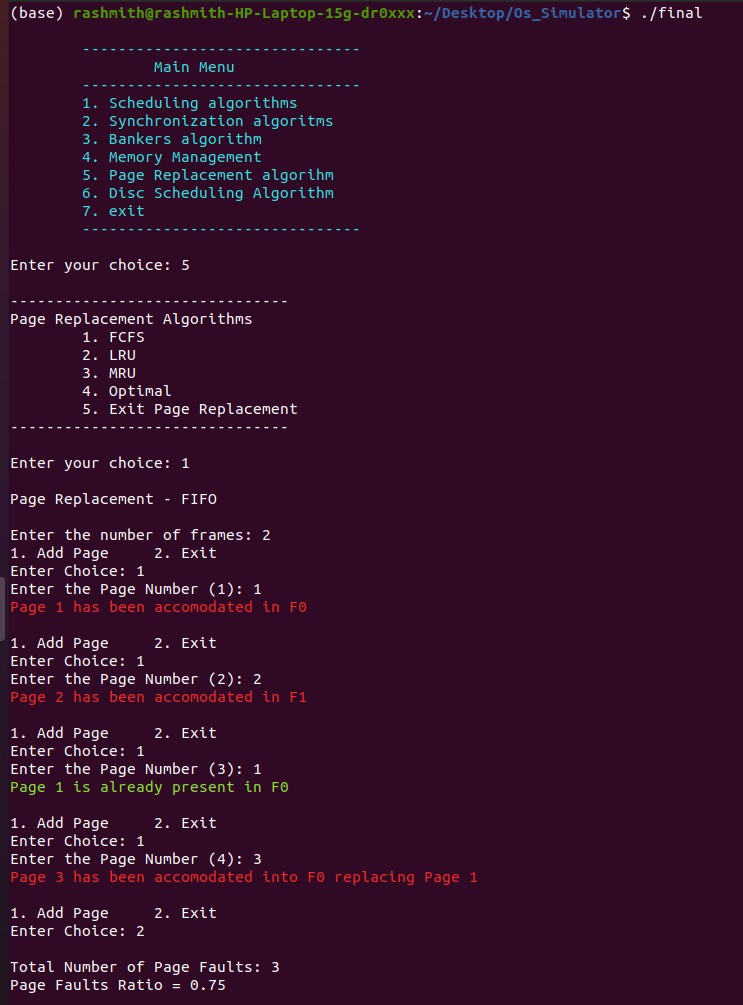 (base) rashmith@rashmith-HP-Laptop-15g-dr0xxx:~/Desktop/Os_Simulator$ ./final
-------------------------------
Main Menu
-------------------------------
1. Scheduling algorithms
2. Synchronization algoritms
3. Bankers algorithm
4. Memory Management
5. Page Replacement algorihm
6. Disc Scheduling Algorithm
7. exit
-------------------------------
Enter your choice: 5
-------------------------------
Page Replacement Algorithms
1. FCFS
2. LRU
3. MRU
4. Optimal
5. Exit Page Replacement
-------------------------------
Enter your choice: 1
Page Replacement - FIFO
Enter the number of frames: 2
1. Add Page     2. Exit
Enter Choice: 1
Enter the Page Number (1): 1
Page 1 has been accomodated in F0
1. Add Page     2. Exit
Enter Choice: 1
Enter the Page Number (2): 2
Page 2 has been accomodated in F1
1. Add Page     2. Exit
Enter Choice: 1
Enter the Page Number (3): 1
Page 1 is already present in F0
1. Add Page     2. Exit
Enter Choice: 1
Enter the Page Number (4): 3
Page 3 has been accomodated into F0 replacing Page 1
1. Add Page     2. Exit
Enter Choice: 2
Total Number of Page Faults: 3
Page Faults Ratio = 0.75